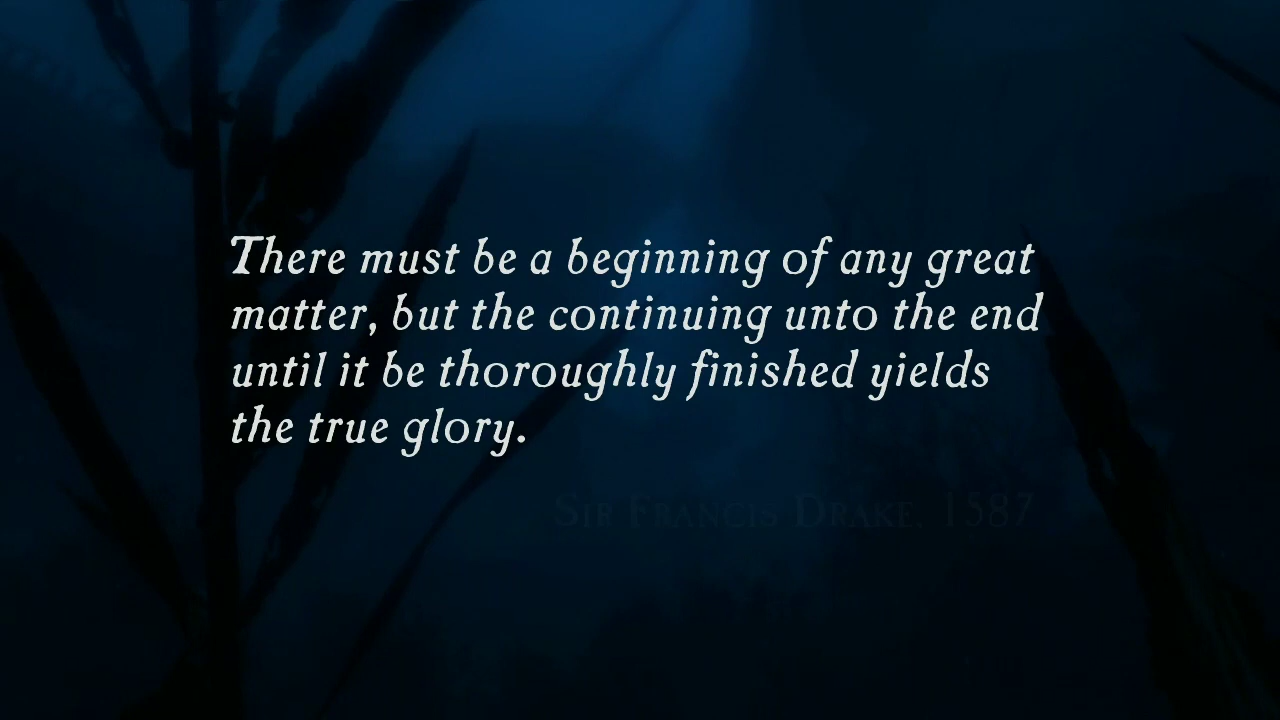 There must be a beginning of any great
matter, but the continuing unto the end
until it be thoroughly finished yields
the true glory.
Sir Francis Drake, 1587